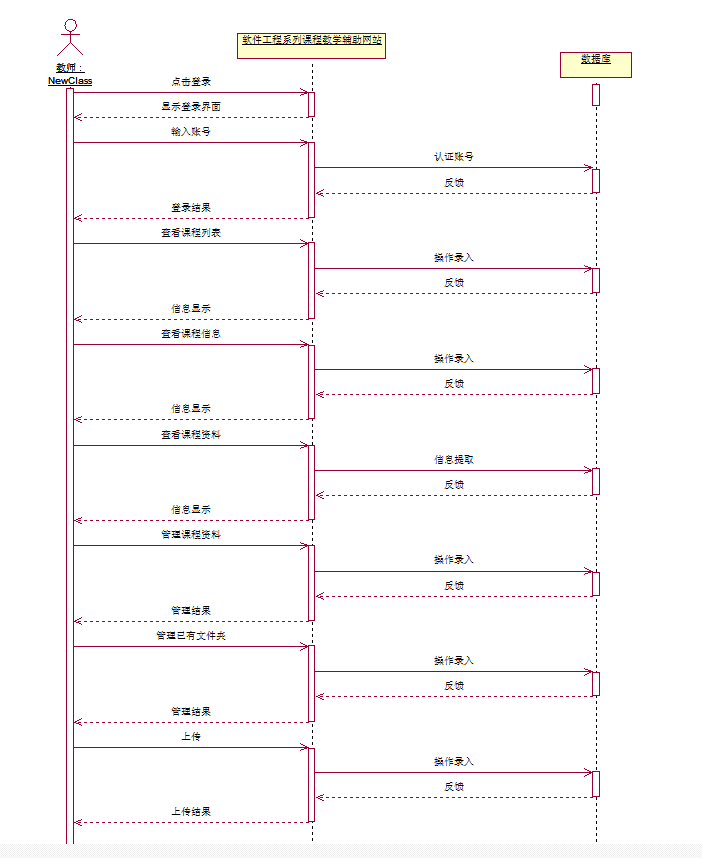 软件工程系列课程教学辅助网站
数据库
教师：
NewClass
点击登录
显示登录界面
输入账号
认证账号
反馈
登录结果
查看课程列表
操作录入
反馈
信息显示
查看课程信息
操作录入
反馈
信息显示
查看课程资料
信息提取
反馈
信息显示
管理课程资料
操作录入
反馈
管理结果
管理已有文件夹
操作录入
反馈
管理结果
上传
操作录入
反馈
上传结果